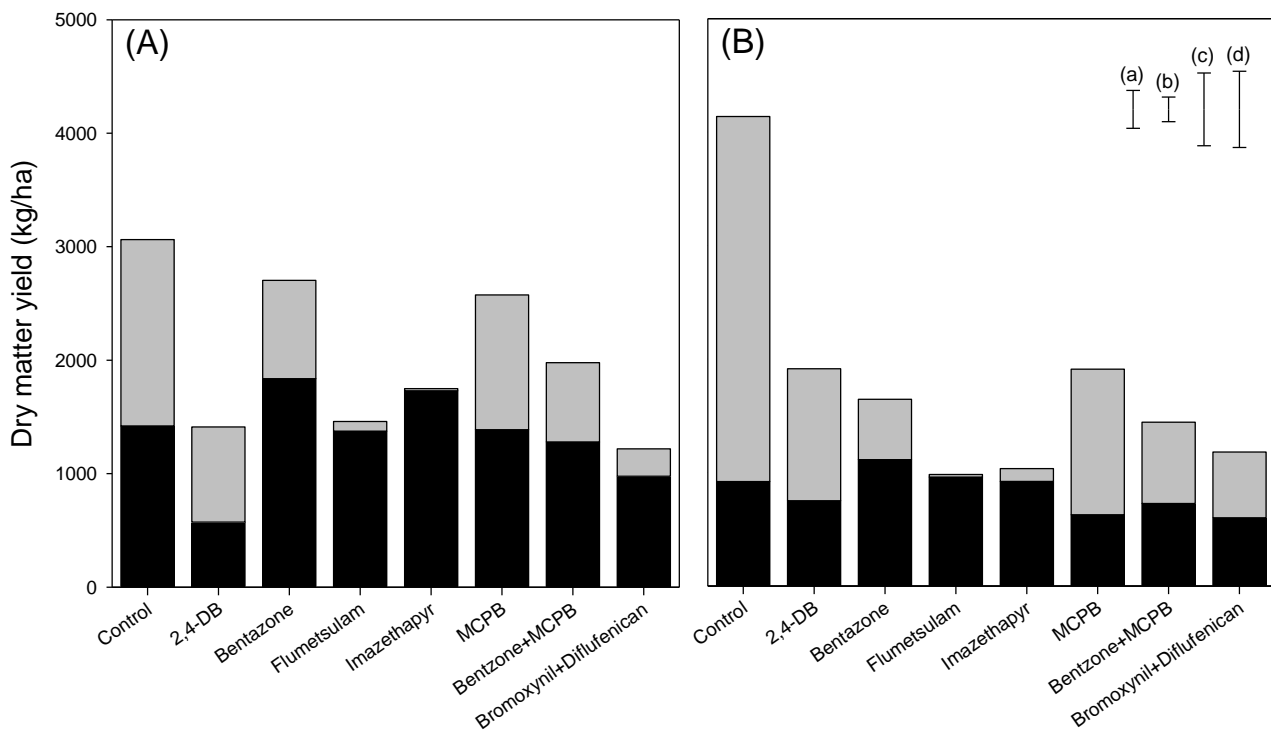 Dry matter yield (kg/ha)
5000
4000
3000
2000
1000
0
(A)
Control
2,4-DB
Bentazone
Flumetsulam
Imazethapyr
MCPB
Bentzone+MCPB
Bromoxynil+Diflufenican
(B)
(a)
(b)
(c)
(d)
Control
2,4-DB
Bentazone
Flumetsulam
Imazethapyr
MCPB
Bentzone+MCPB
Bromoxynil+Diflufenican